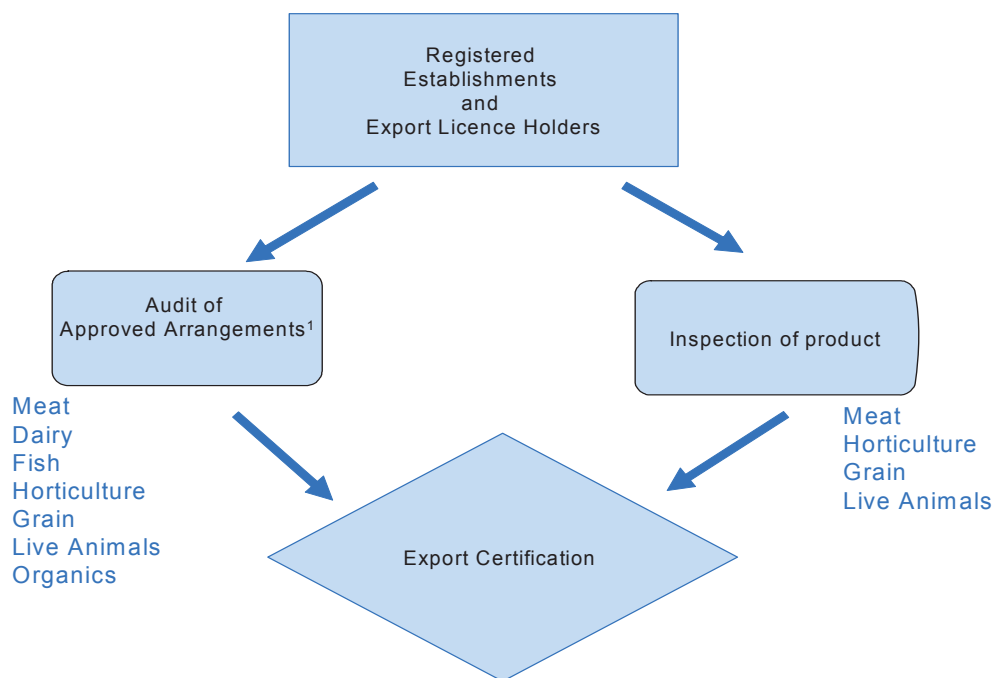 Registered
Establishments
and
Export Licence Holders
Audit of
Approved Arrangements¹
Inspection of product
Meat
Dairy
Fish
Horticulture
Grain
Live Animals
Organics
Meat
Horticulture
Grain
Live Animals
Export Certification